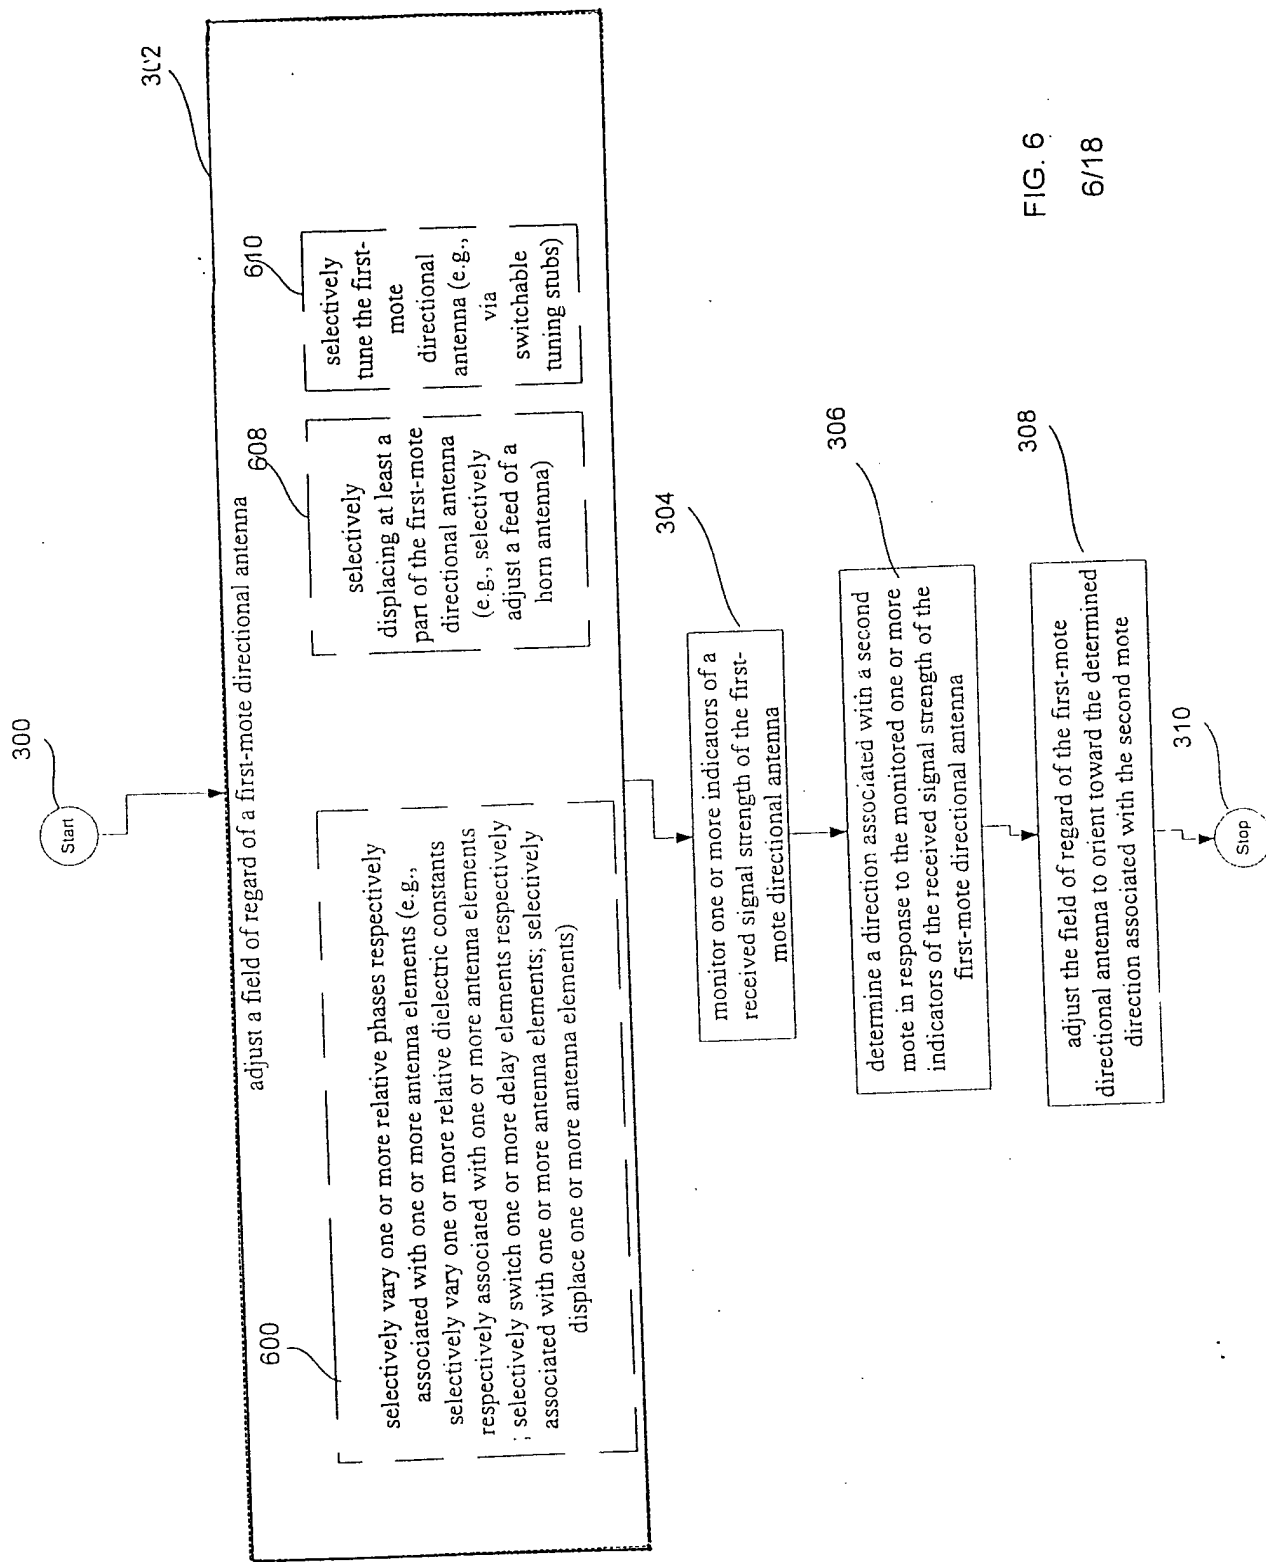 300
Start
302
adjust a field of regard of a first-mote directional antenna
600
selectively vary one or more relative phases respectively
associated with one or more antenna elements (e.g.,
selectively vary one or more relative dielectric constants
respectively associated with one or more antenna elements
; selectively switch one or more delay elements respectively
associated with one or more antenna elements; selectively
displace one or more antenna elements)
608
selectively
displacing at least a
part of the first-mote
directional antenna
(e.g., selectively
adjust a feed of a
horn antenna)
610
selectively
tune the first-
mote
directional
antenna (e.g.,
via
switchable
tuning stubs)
304
monitor one or more indicators of a
received signal strength of the first-
mote directional antenna
306
determine a direction associated with a second
mote in response to the monitored one or more
indicators of the received signal strength of the
first-mote directional antenna
308
adjust the field of regard of the first-mote
directional antenna to orient toward the determined
direction associated with the second mote
310
Stop
FIG. 6
6/18